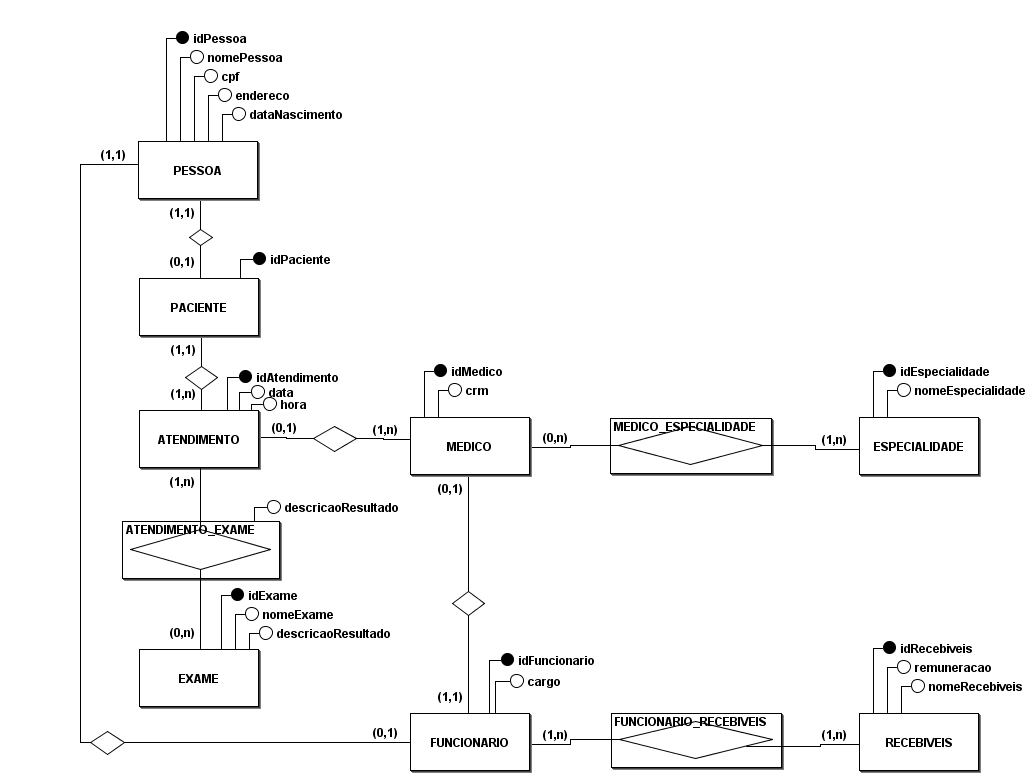 idPessoa
nomePessoa
cpf
endereco
dataNascimento
(1,1)
PESSOA
(1,1)
(0,1)
idPaciente
PACIENTE
(1,1)
(1,n)
idAtendimento
data
hora
ATENDIMENTO
(0,1)
(1,n)
idMedico
crm
MEDICO
(0,n)
MEDICO_ESPECIALIDADE
(1,n)
idEspecialidade
nomeEspecialidade
ESPECIALIDADE
(1,n)
(0,1)
descricaoResultado
ATENDIMENTO_EXAME
(0,n)
idExame
nomeExame
descricaoResultado
EXAME
(1,1)
idFuncionario
cargo
(0,1)
FUNCIONARIO
(1,n)
FUNCIONARIO_RECEBIVEIS
(1,n)
idRecebiveis
remuneracao
nomeRecebiveis
RECEBIVEIS